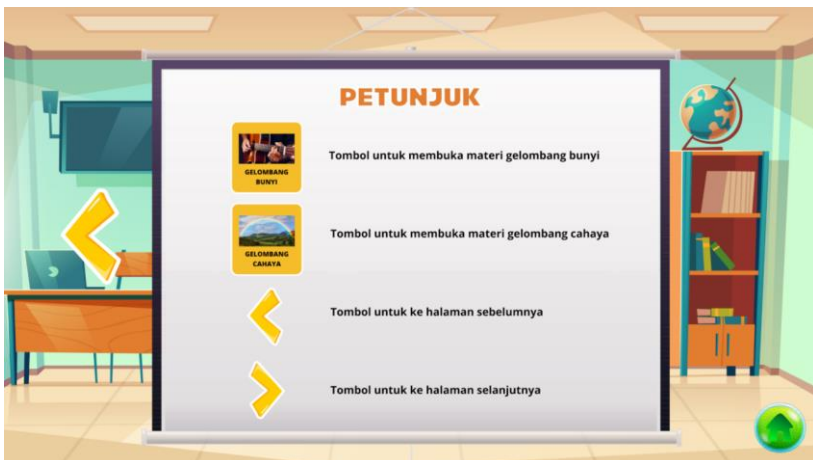 PETUNJUK
GELOMBANG
BUNYI
Tombol untuk membuka materi gelombang bunyi
GELOMBANG
CAHAYA
Tombol untuk membuka materi gelombang cahaya
Tombol untuk ke halaman sebelumnya
Tombol untuk ke halaman selanjutnya